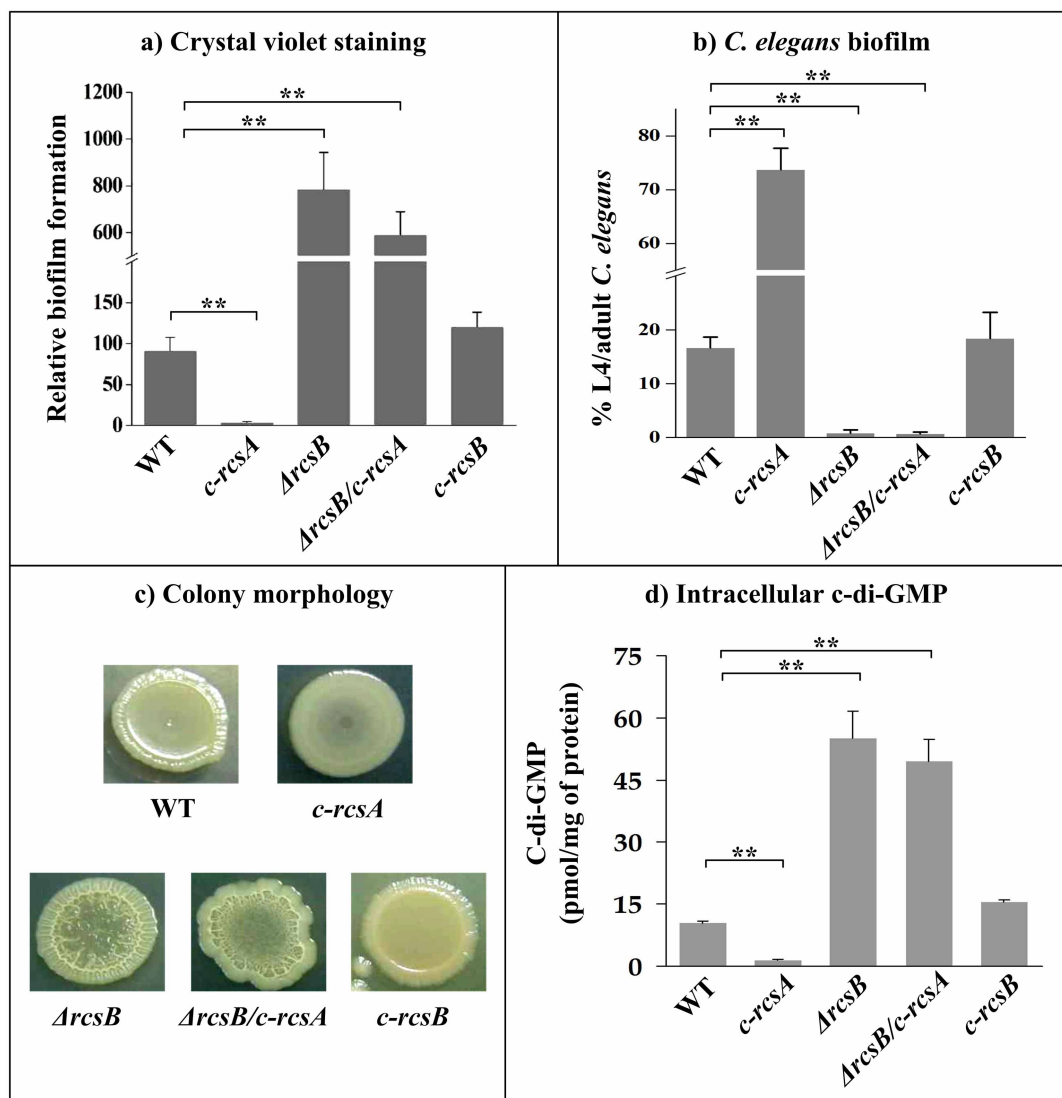 a) Crystal violet staining
Relative biofilm formation
1200
1000
800
600
150
100
50
0
**
**
**
WT
c-rcsA
ΔrcsB
ΔrcsB/c-rcsA
c-rcsB
b) C. elegans biofilm
% L4/adult C. elegans
80
70
60
20
10
0
**
**
**
WT
c-rcsA
ΔrcsB
ΔrcsB/c-rcsA
c-rcsB
c) Colony morphology
WT
c-rcsA
ΔrcsB
ΔrcsB/c-rcsA
c-rcsB
d) Intracellular c-di-GMP
C-di-GMP
(pmol/mg of protein)
75
60
45
30
15
0
**
**
**
WT
c-rcsA
ΔrcsB
ΔrcsB/c-rcsA
c-rcsB